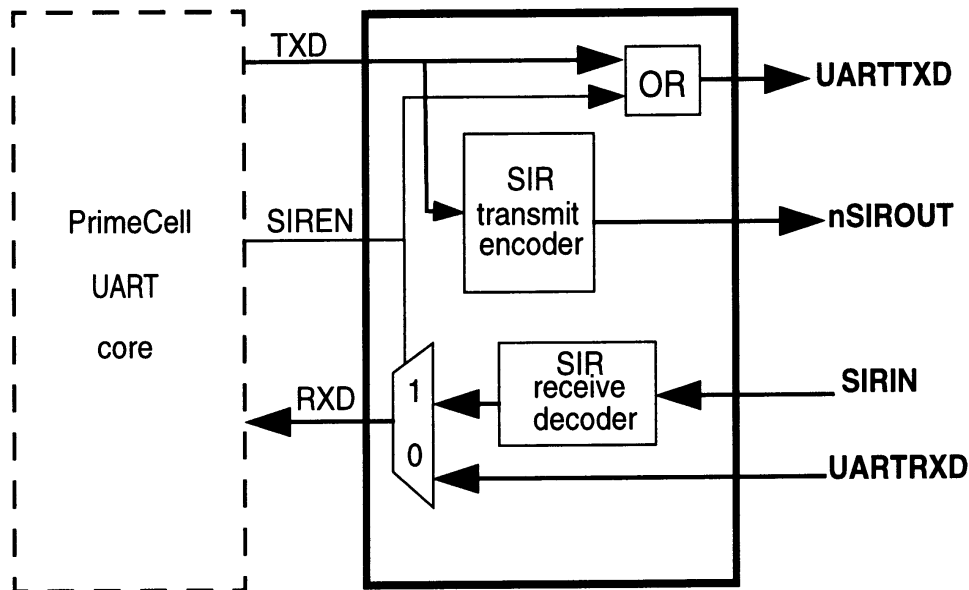 TXD
OR
UARTTXD
PrimeCell
UART
core
SIREN
SIR
transmit
encoder
nSIROUT
RXD
1
0
SIR
receive
decoder
SIRIN
UARTRXD